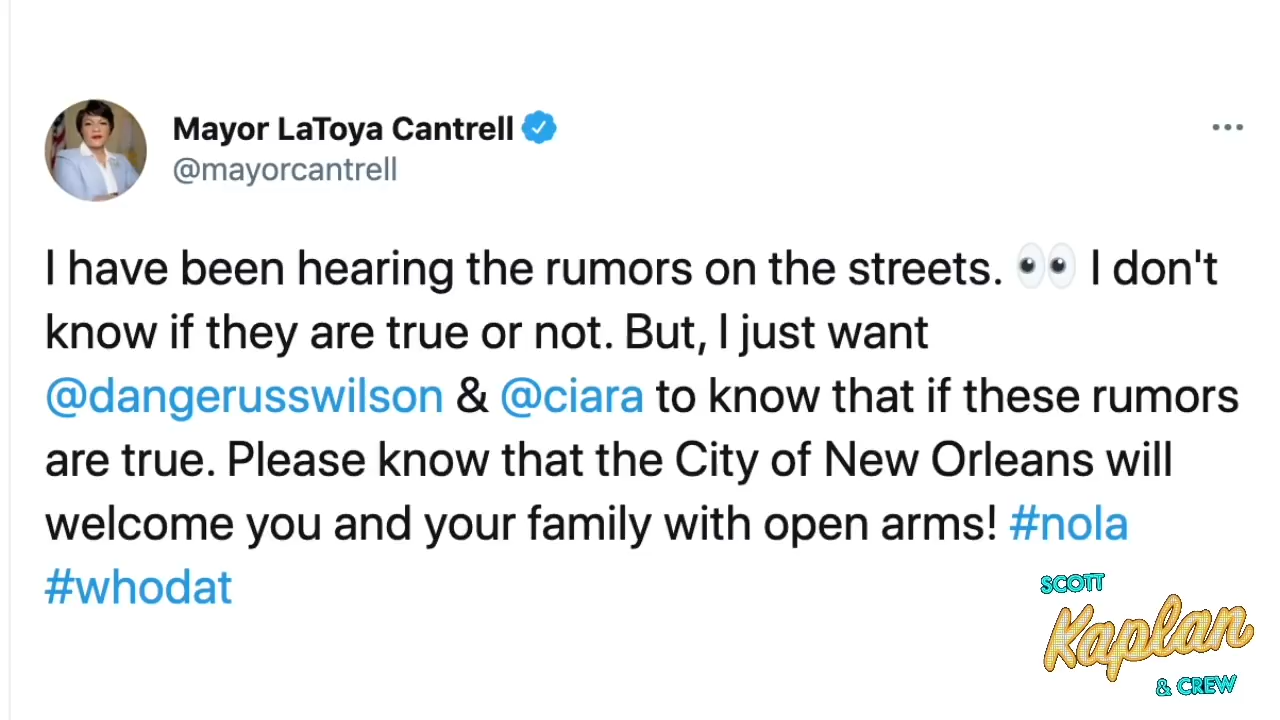 Mayor LaToya Cantrell
@mayorcantrell
I have been hearing the rumors on the streets. 👀 I don't
know if they are true or not. But, I just want
@dangerusswilson & @ciara to know that if these rumors
are true. Please know that the City of New Orleans will
welcome you and your family with open arms! #nola
#whodat
SCOTT
Kaplan
& CREW